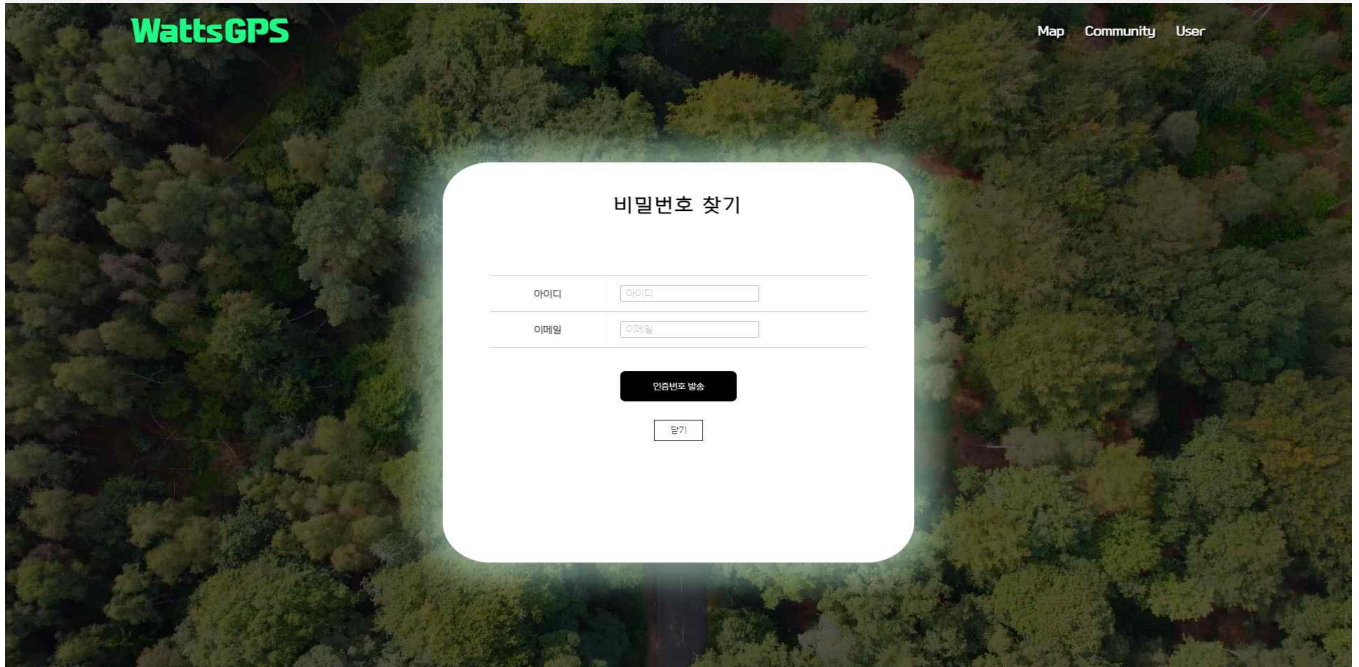 WattsGPS
Map Community User
비밀번호 찾기
아이디 아이디
이메일 이메일
인증번호 발송
닫기